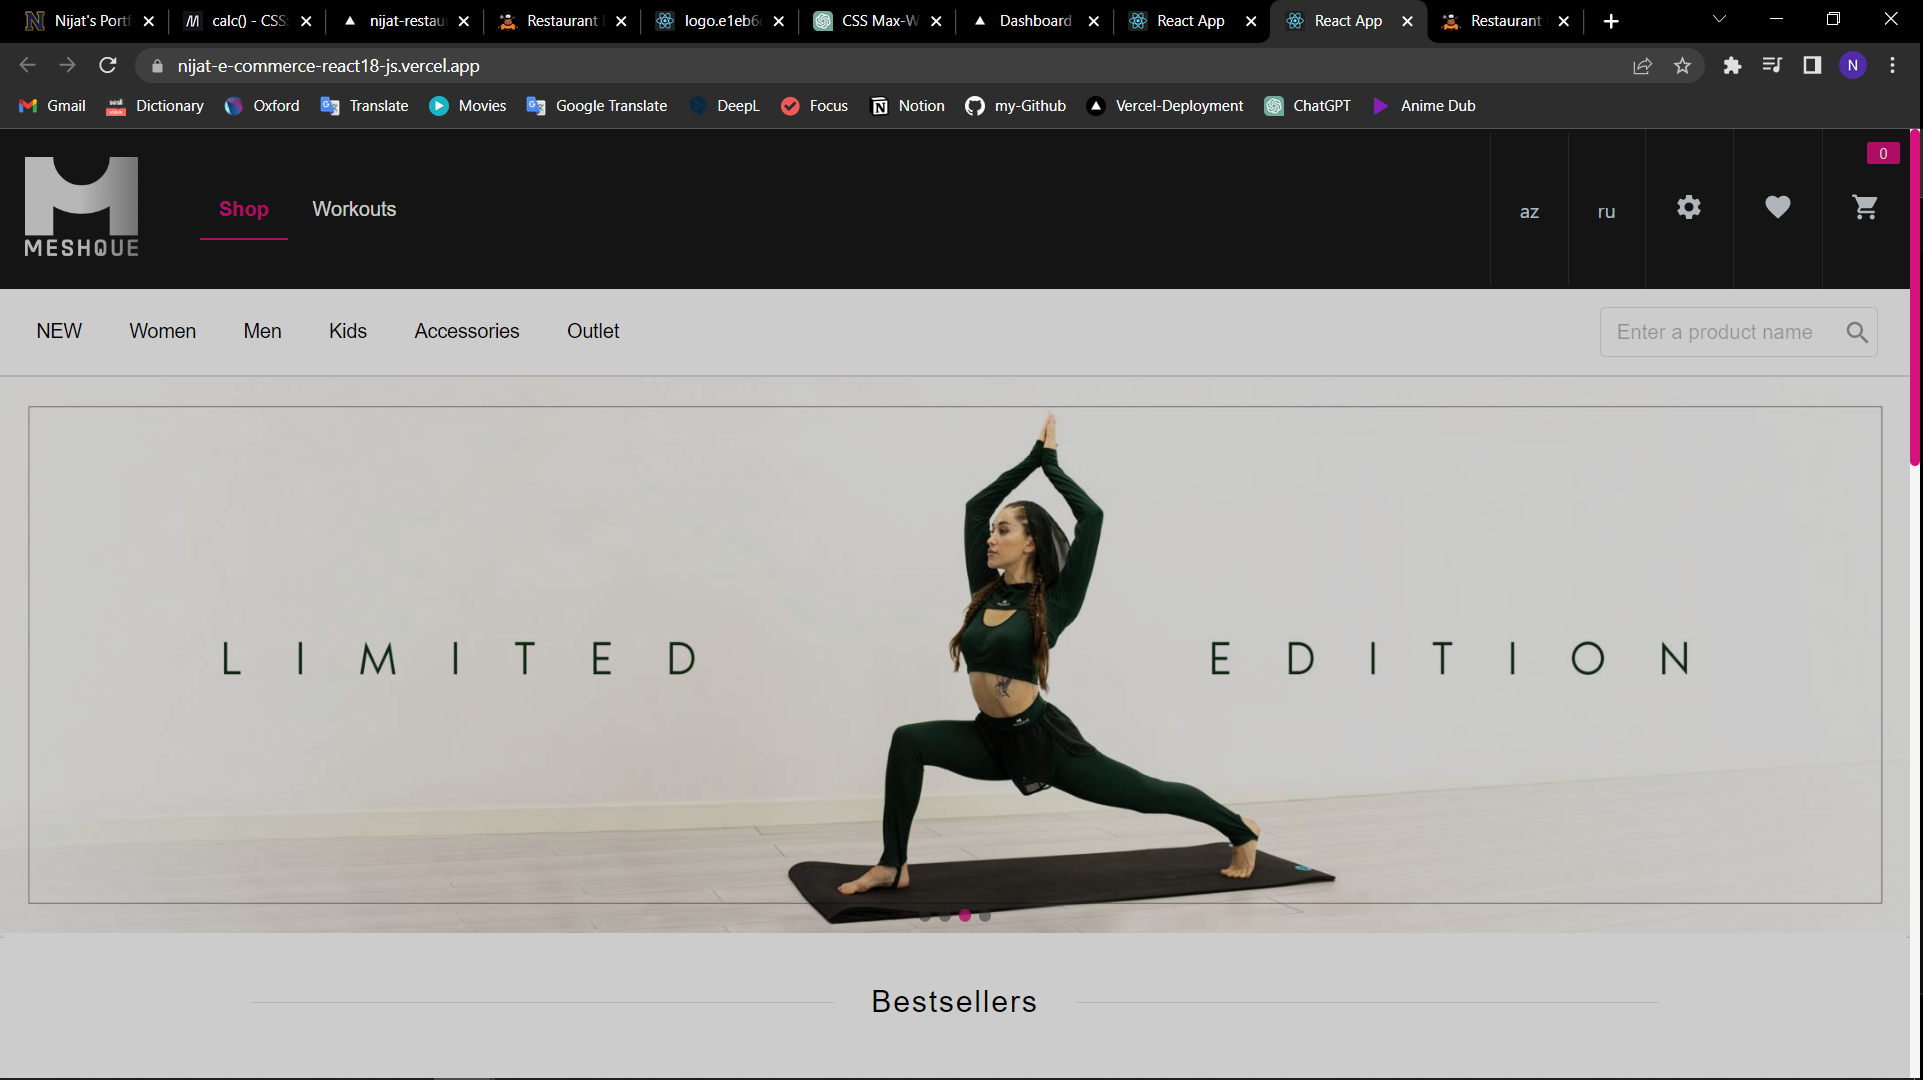 Nijat's Portf
calc() - CSS:
nijat-restau
Restaurant
logo.e1eb6
CSS Max-W
Dashboard
React App
React App
Restaurant
nijat-e-commerce-react18-js.vercel.app
N
Gmail
Dictionary
Oxford
Translate
Movies
Google Translate
DeepL
Focus
Notion
my-Github
Vercel-Deployment
ChatGPT
Anime Dub
MESHQUE
Shop
Workouts
az
ru
0
NEW
Women
Men
Kids
Accessories
Outlet
Enter a product name
LIMITED EDITION
Bestsellers